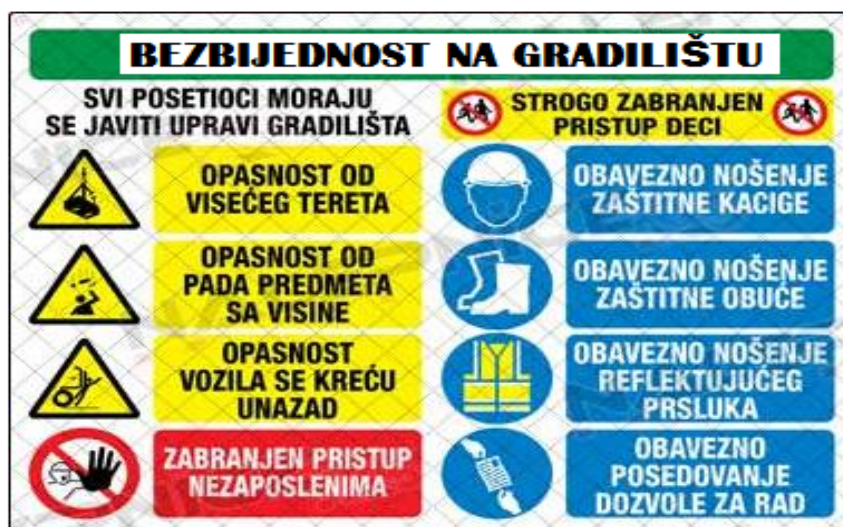 BEZBIJEDNOST NA GRADILIŠTU
SVI POSETIOCI MORAJU
SE JAVITI UPRAVI GRADILIŠTA
STROGO ZABRANJEN
PRISTUP DECI
OPASNOST OD
VISEĆEG TERETA
OBAVEZNO NOŠENJE
ZAŠTITNE KACIGE
OPASNOST OD
PADA PREDMETA
SA VISINE
OBAVEZNO NOŠENJE
ZAŠTITNE OBUĆE
OPASNOST
VOZILA SE KREĆU
UNAZAD
OBAVEZNO NOŠENJE
REFLEKTUJUĆEG
PRSLUKA
ZABRANJEN PRISTUP
NEZAPOSLENIMA
OBAVEZNO
POSEDOVANJE
DOZVOLE ZA RAD